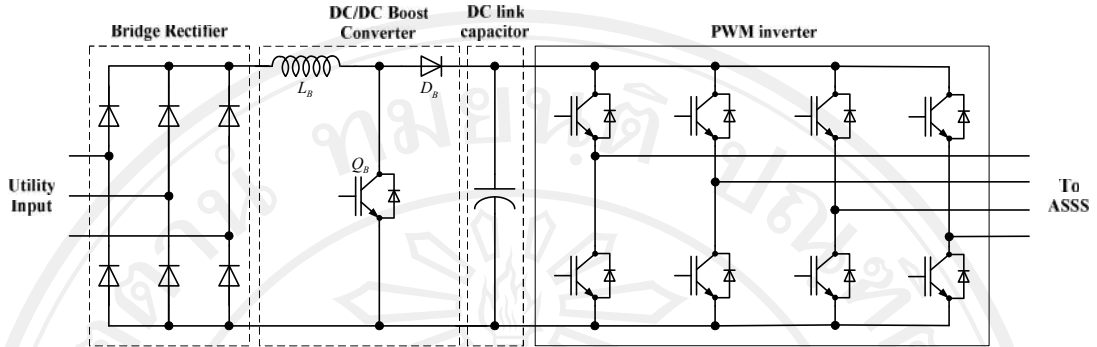 Bridge Rectifier
DC/DC Boost
Converter
DC link
capacitor
PWM inverter
L_B
D_B
Q_B
Utility
Input
To
ASSS